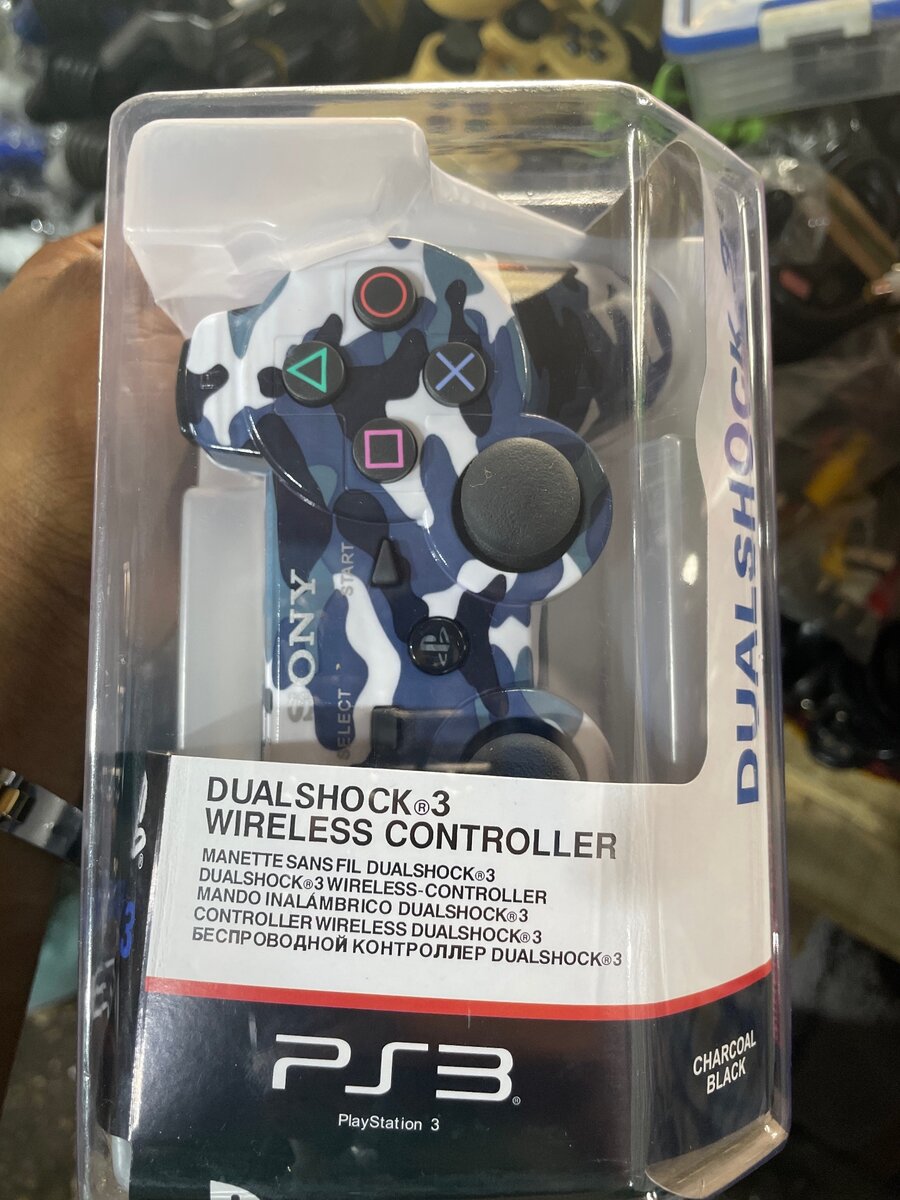 SONY
SELECT
START
DUALSHOCK
DUALSHOCK®3
WIRELESS CONTROLLER
MANETTE SANS FIL DUALSHOCK®3
DUALSHOCK®3 WIRELESS-CONTROLLER
MANDO INALÁMBRICO DUALSHOCK®3
CONTROLLER WIRELESS DUALSHOCK®3
БЕСПРОВОДНОЙ КОНТРОЛЛЕР DUALSHOCK®3
PS3®
PlayStation 3
CHARCOAL
BLACK